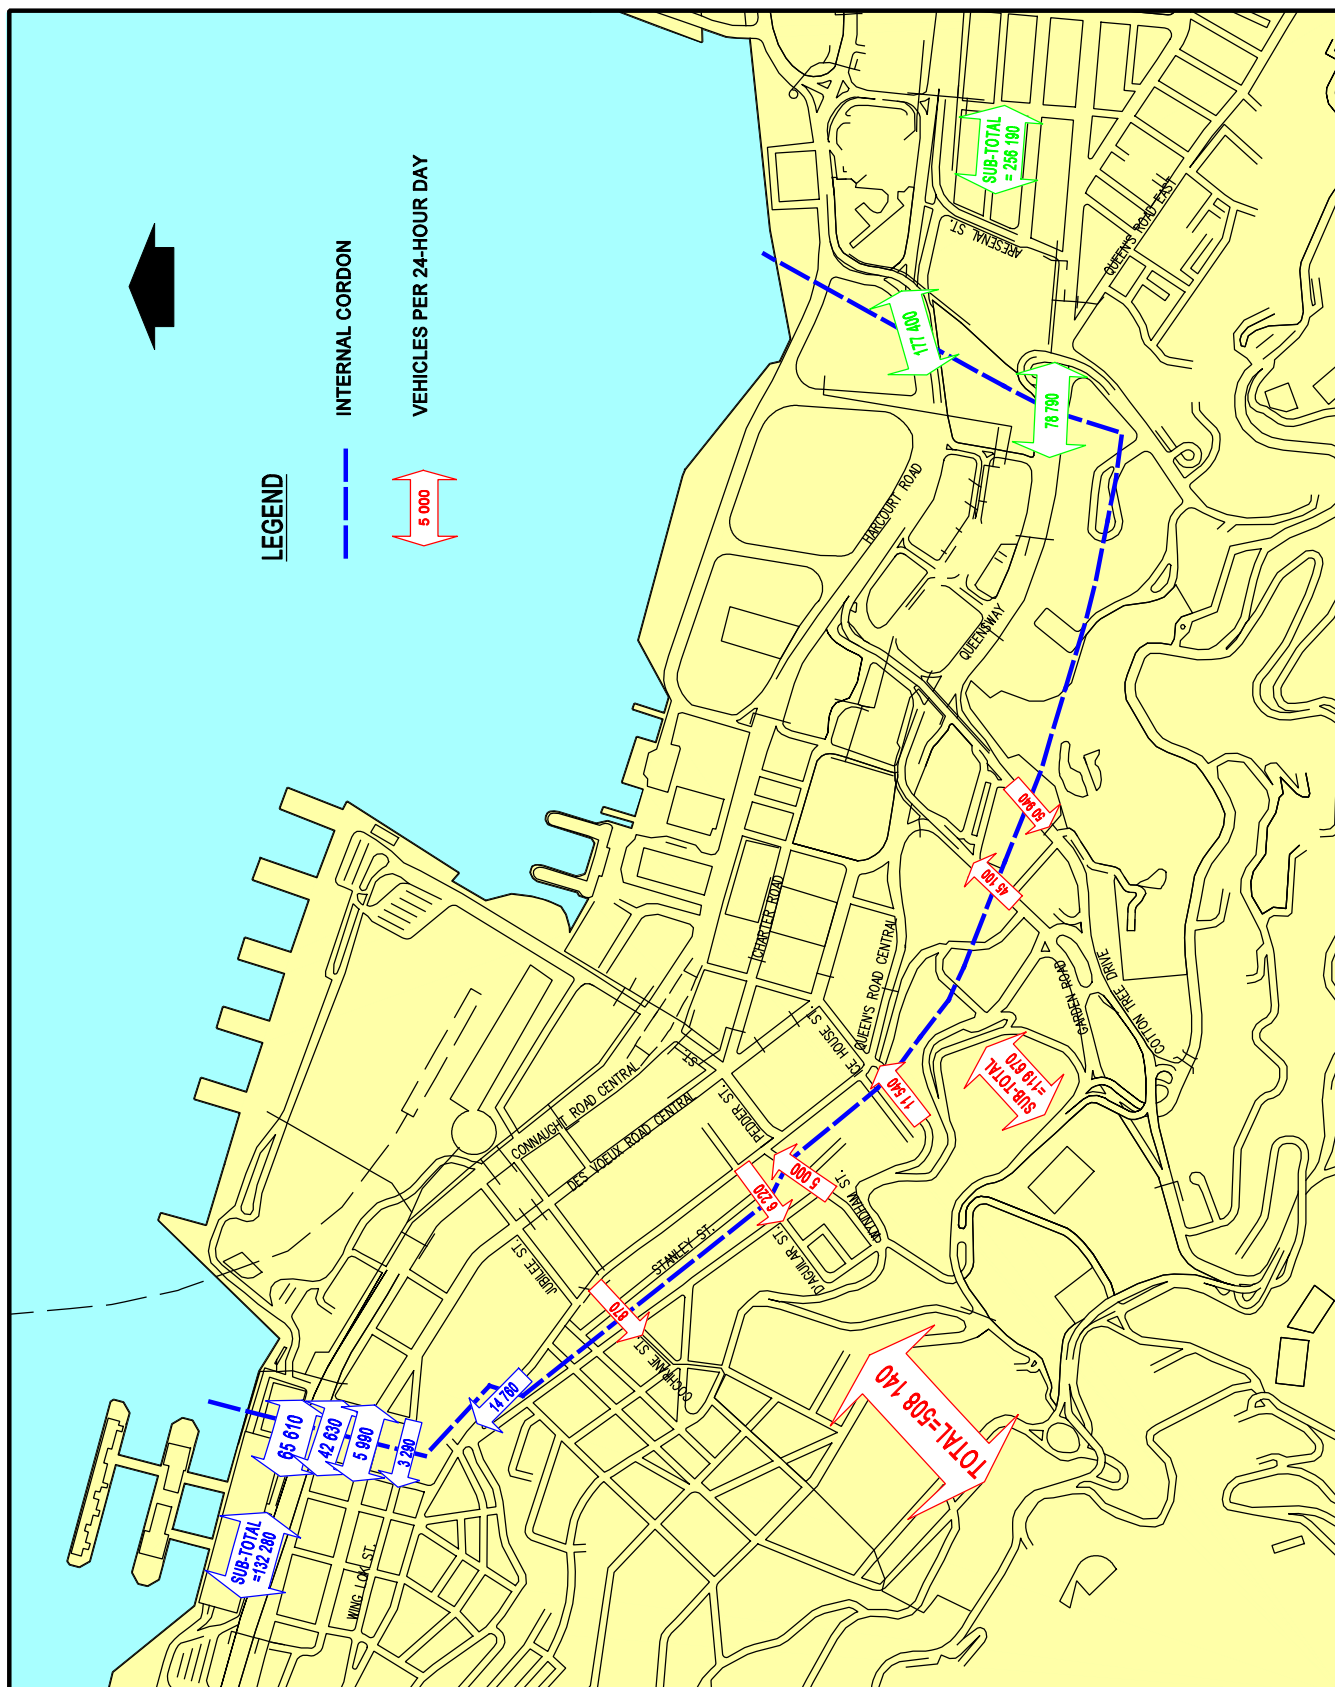 LEGEND
INTERNAL CORDON
5 000
VEHICLES PER 24-HOUR DAY
SUB-TOTAL
= 256 190
ARESENAL ST.
QUEEN'S ROAD EAST
177 400
78 790
HARCOURT ROAD
QUEENSWAY
50 940
45 100
CHARTER ROAD
QUEEN'S ROAD CENTRAL
GARDEN ROAD
COTTON TREE DRIVE
ICE HOUSE ST.
CONNAUGHT ROAD CENTRAL
ST.
DES VOEUX ROAD CENTRAL
PEDDER ST.
11 540
SUB-TOTAL
=119 670
5 000
6 220
WYNDHAM ST.
D'AGUILAR ST.
STANLEY ST.
JUBILEE ST.
870
COCHRANE ST.
14 760
65 610
42 630
5 990
3 290
SUB-TOTAL
=132 280
WING LOK ST.
TOTAL=508 140